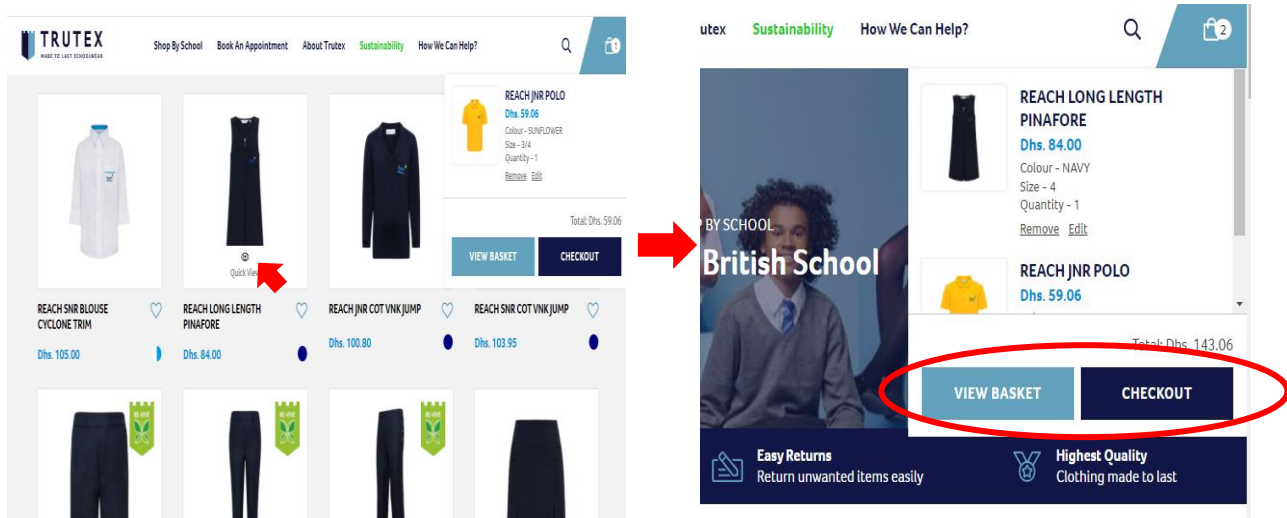 TRUTEX
MADE TO LAST SCHOOLWEAR
Shop By School Book An Appointment About Trutex Sustainability How We Can Help?
1
REACH JNR POLO
Dhs. 59.06
Colour - SUNFLOWER
Size - 3/4
Quantity - 1
Remove Edit
Total: Dhs. 59.06
VIEW BASKET CHECKOUT
Quick View
REACH SNR BLOUSE
CYCLONE TRIM
Dhs. 105.00
REACH LONG LENGTH
PINAFORE
Dhs. 84.00
REACH JNR COT VNK JUMP
Dhs. 100.80
REACH SNR COT VNK JUMP
Dhs. 103.95
RE-VIVE
RE-VIVE
RE-VIVE
utex Sustainability How We Can Help?
2
REACH LONG LENGTH
PINAFORE
Dhs. 84.00
Colour - NAVY
Size - 4
Quantity - 1
Remove Edit
REACH JNR POLO
Dhs. 59.06
Total: Dhs. 143.06
VIEW BASKET CHECKOUT
P BY SCHOOL
British School
Easy Returns
Return unwanted items easily
Highest Quality
Clothing made to last